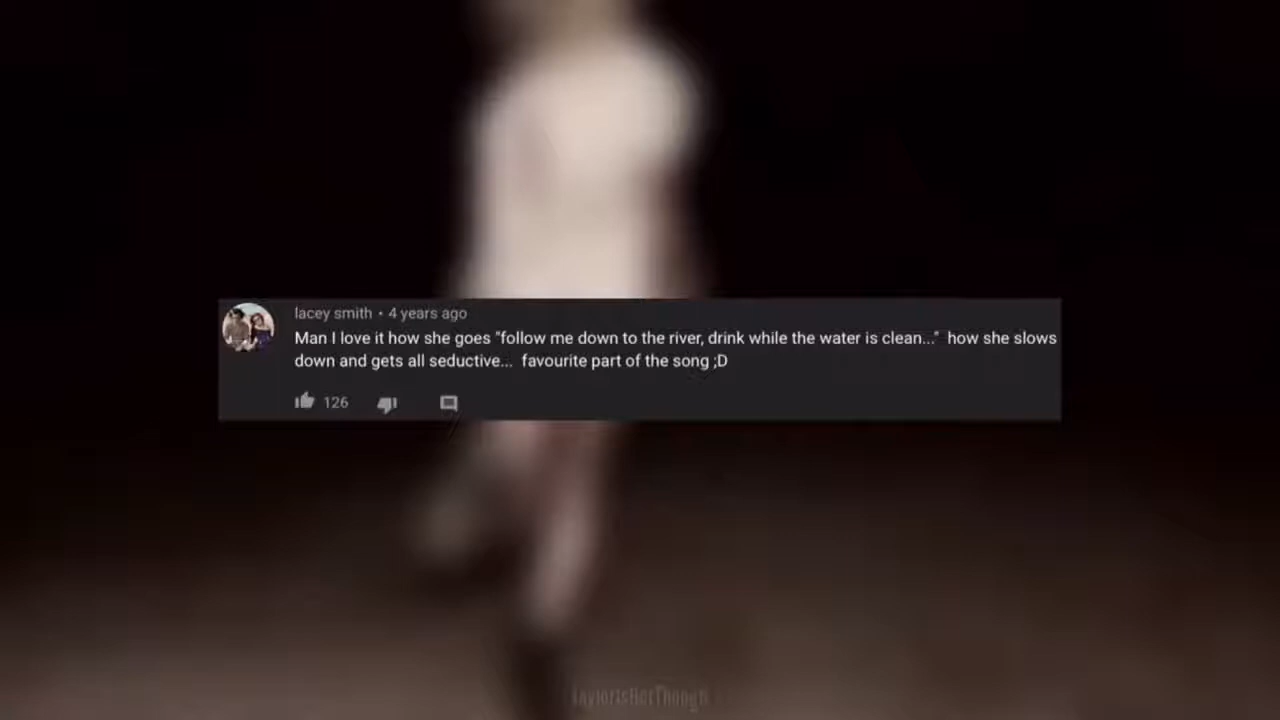 lacey smith • 4 years ago
Man I love it how she goes "follow me down to the river, drink while the water is clean..."  how she slows
down and gets all seductive...  favourite part of the song ;D
126
TaylorIsHotThough